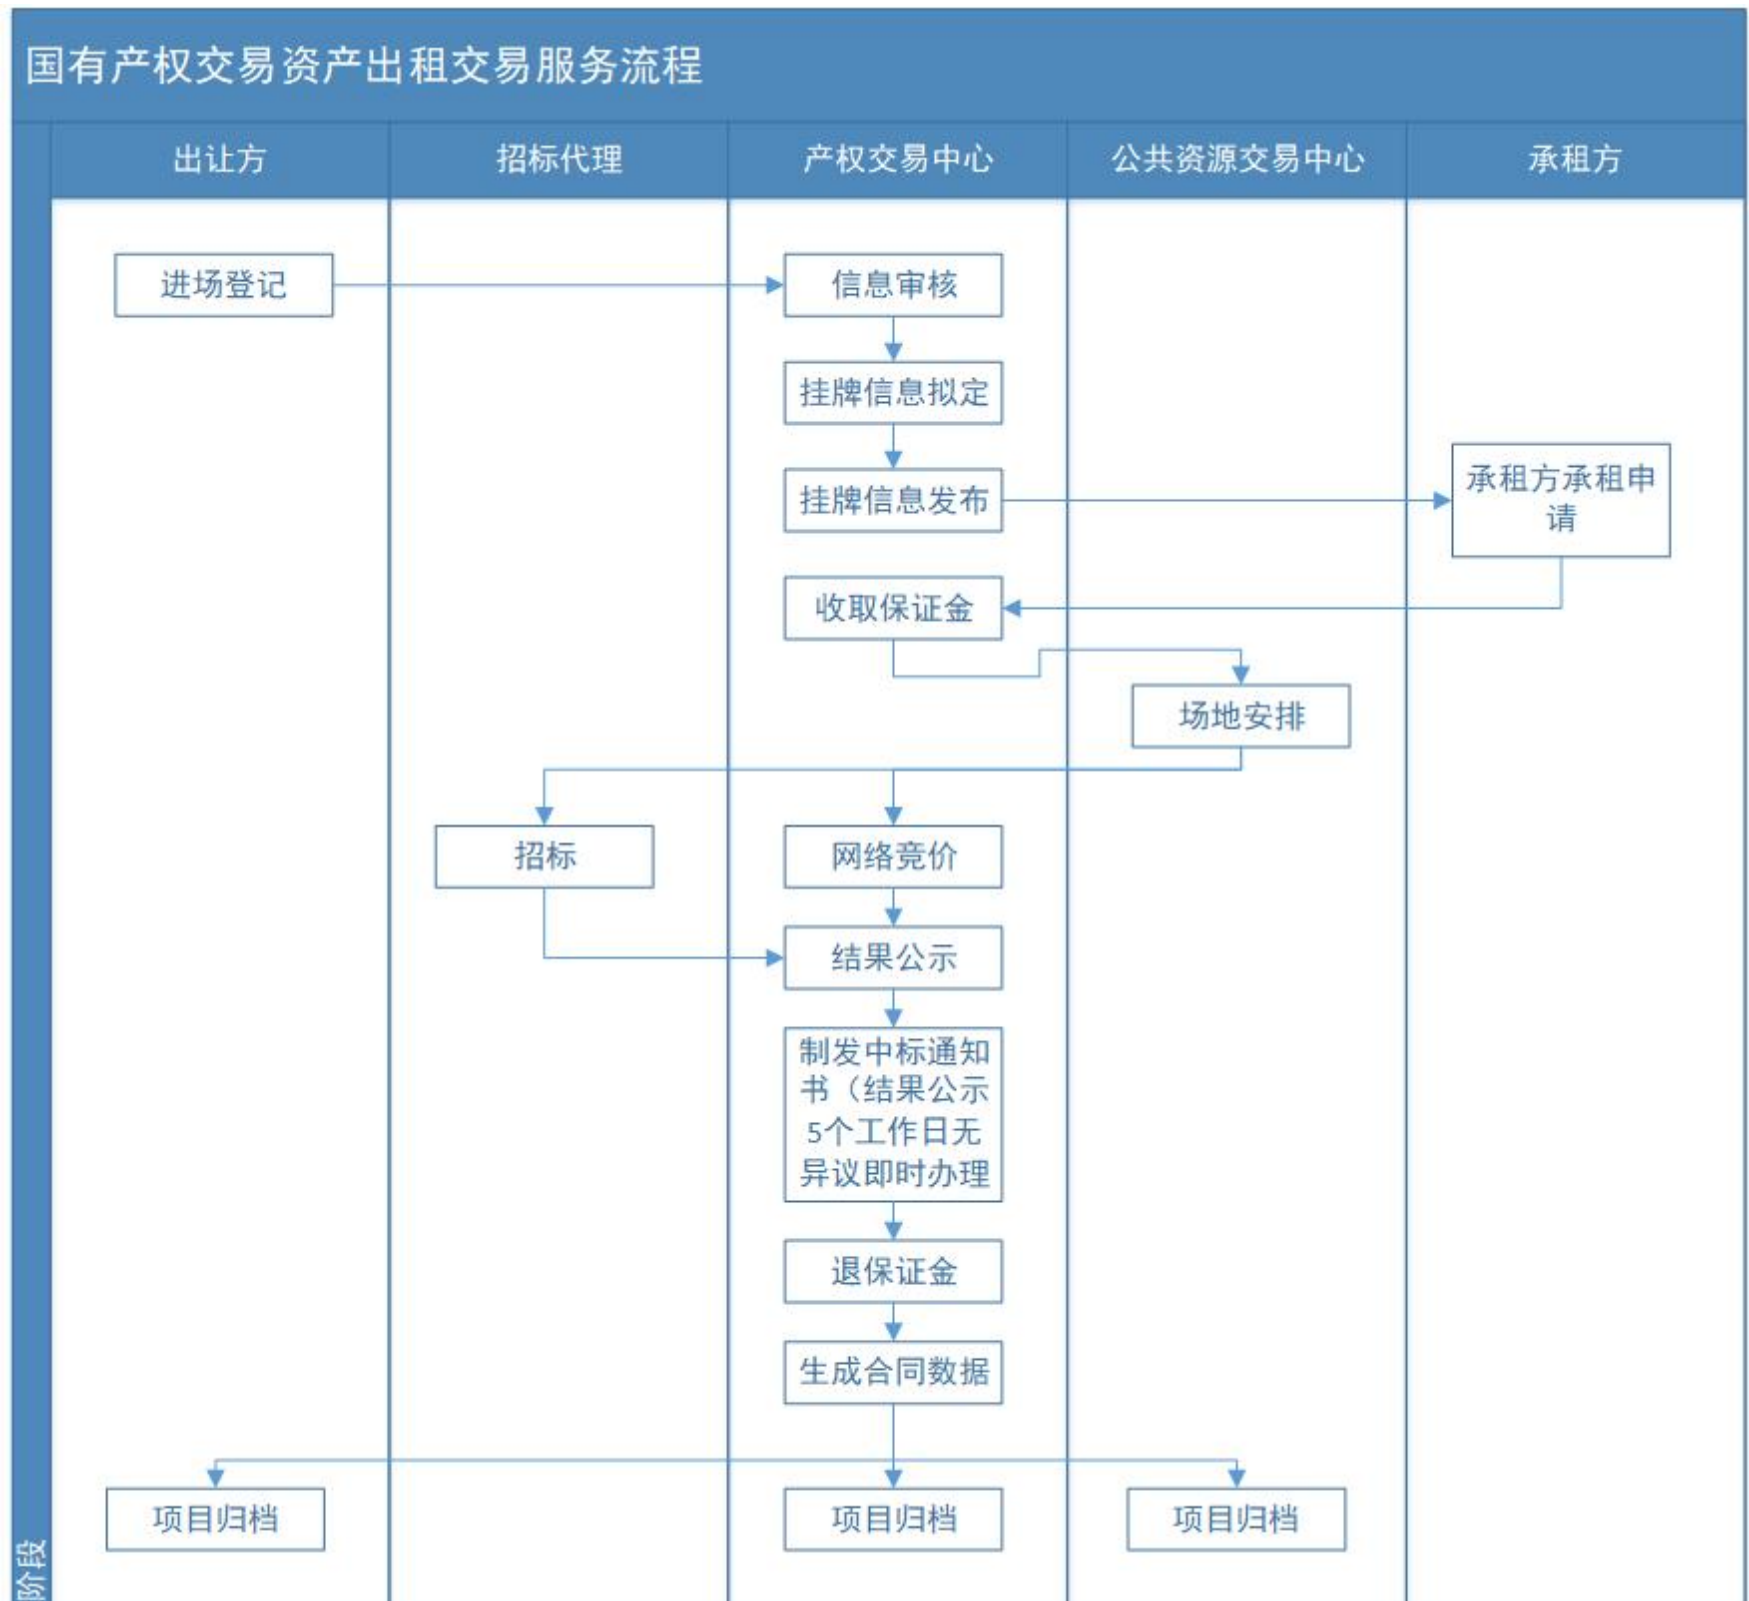 国有产权交易资产出租交易服务流程
出让方
招标代理
产权交易中心
公共资源交易中心
承租方
进场登记
信息审核
挂牌信息拟定
挂牌信息发布
承租方承租申
请
收取保证金
场地安排
招标
网络竞价
结果公示
制发中标通知
书（结果公示
5个工作日无
异议即时办理
退保证金
生成合同数据
项目归档
项目归档
项目归档
阶段